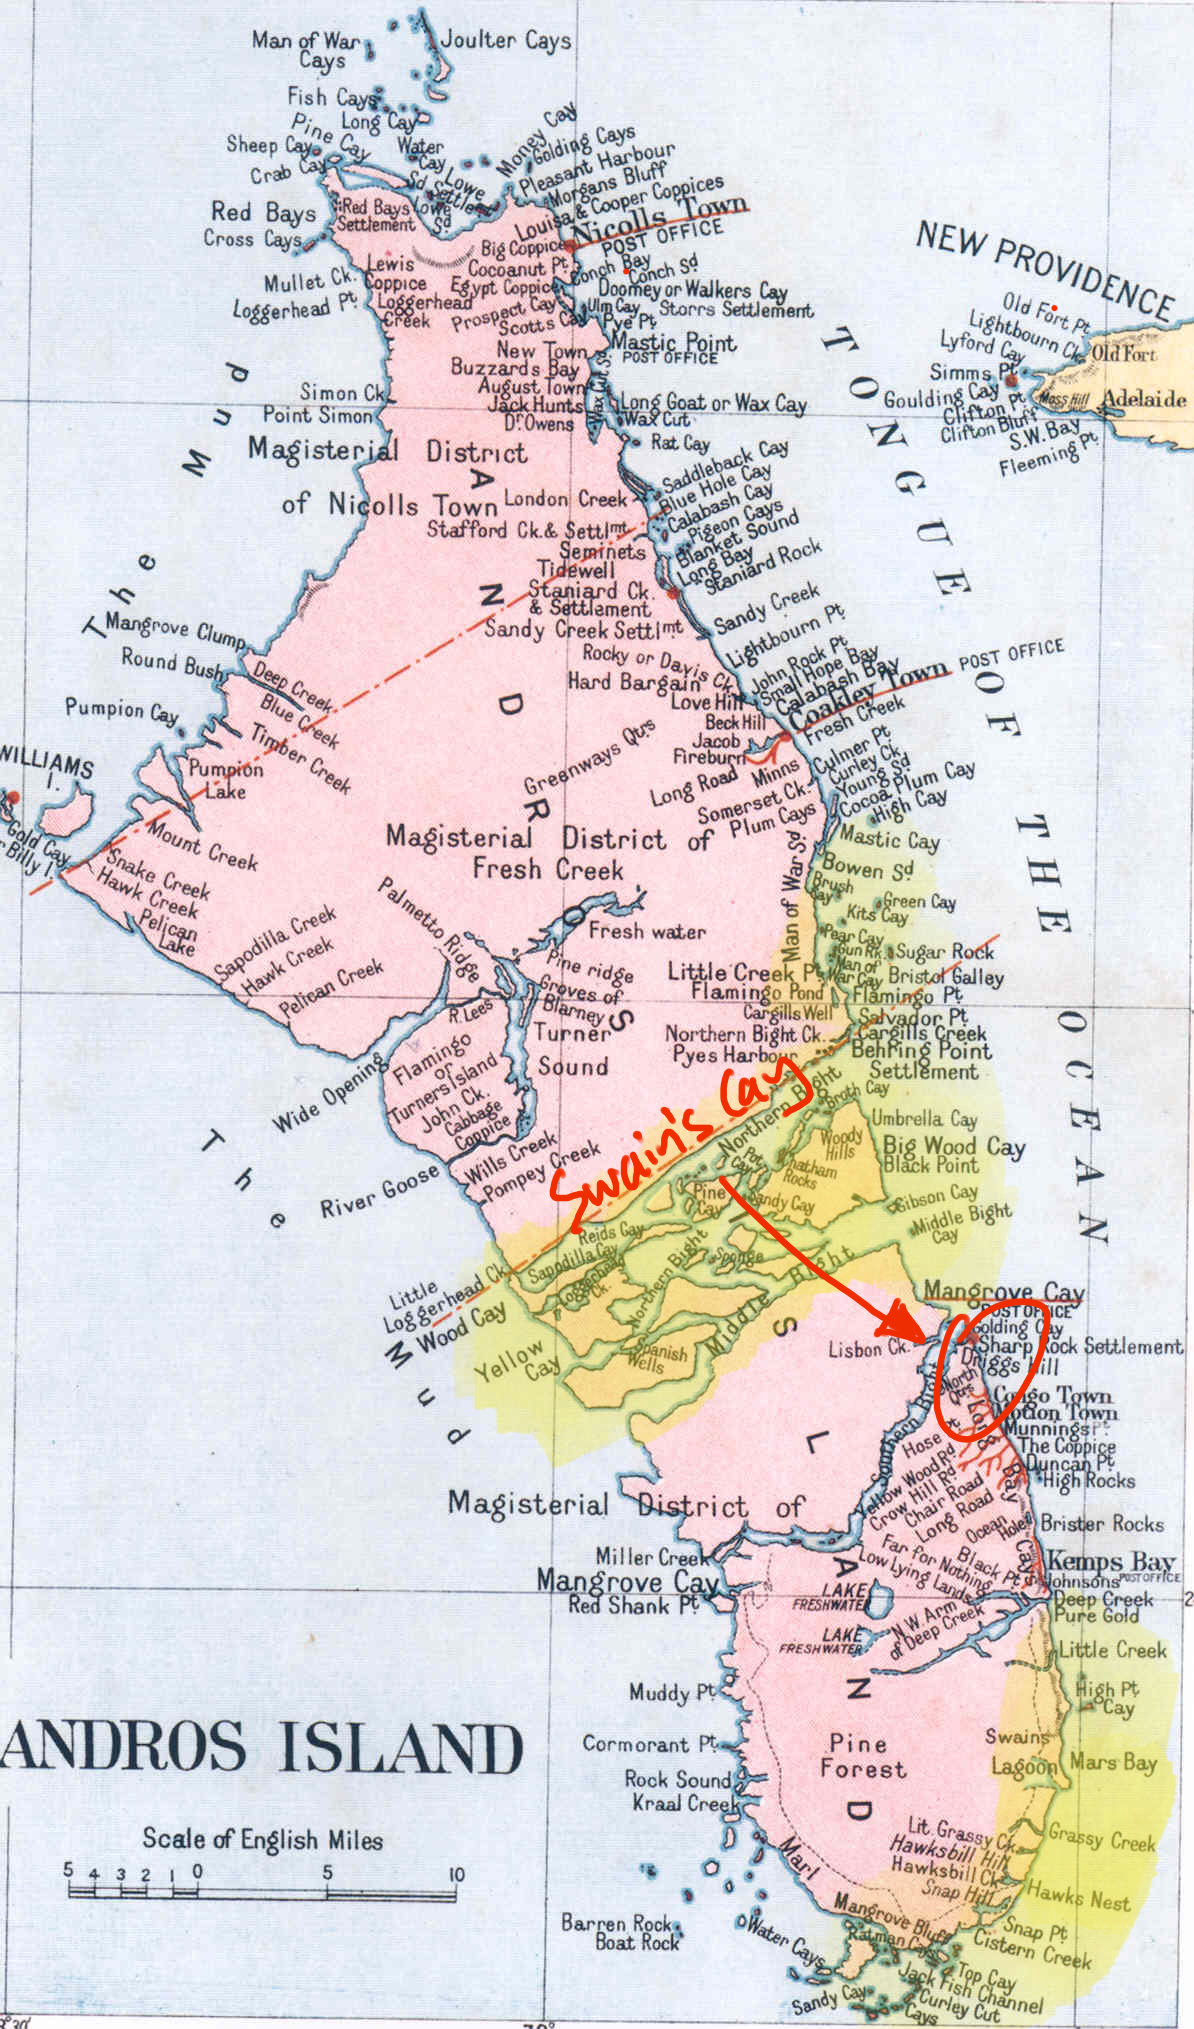 Joulter Cays
Man of War
Cays
Fish Cays
Long Cay
Pine Cay
Sheep Cay
Water
Cay
Crab Cay
Money Cay
Golding Cays
Pleasant Harbour
Morgans Bluff
Louisa & Cooper Coppices
Lowe
Sd Settlemt
Lowe
Sd
Red Bays
Red Bays
Settlement
Cross Cays
Nicolls Town
POST OFFICE
Big Coppice
Cocoanut Pt.
Conch Bay
Conch Sd
Lewis
Coppice
Egypt Coppice
Mullet Ck.
Loggerhead Pt.
Loggerhead
Creek
Prospect Cay
Scotts Cay
Doomey or Walkers Cay
Ulm Cay
Storrs Settlement
Pye Pt.
Mastic Point
POST OFFICE
New Town
Buzzards Bay
August Town
Jack Hunts
Dr. Owens
Wax Cut Sd
Long Goat or Wax Cay
Wax Cut
Rat Cay
Simon Ck.
Point Simon
NEW PROVIDENCE
Old Fort Pt.
Lightbourn Ck.
Lyford Cay
Old Fort
Simms Pt.
Goulding Cay
Clifton Pt.
Clifton Bluff
Moss Hill
Adelaide
S.W. Bay
Fleeming Pt.
TONGUE OF THE OCEAN
The Mud
Magisterial District
of Nicolls Town
London Creek
Saddleback Cay
Blue Hole Cay
Calabash Cay
Pigeon Cays
Blanket Sound
Long Bay
Staniard Rock
Stafford Ck. & Settlmt
Seminets
Tidewell
Staniard Ck.
& Settlement
Sandy Creek
Sandy Creek Settlmt
Lightbourn Pt.
Rocky or Davis Ck.
Hard Bargain
Love Hill
John Rock Pt.
Small Hope Bay
Calabash Bay
Coakley Town POST OFFICE
Fresh Creek
Beck Hill
Jacob
Fireburn
Long Road
Minns
Culmer Pt.
Curley Ck.
Young Sd
Cocoa Plum Cay
High Cay
Somerset Ck.
Plum Cays
Mangrove Clump
Round Bush
Deep Creek
Blue Creek
Timber Creek
Pumpion Cay
Pumpion
Lake
WILLIAMS
I.
Gold Cay
r Billy I.
Greenways Qtrs
Mount Creek
Snake Creek
Hawk Creek
Pelican
Lake
Magisterial District of
Fresh Creek
Mastic Cay
Bowen Sd
Brush
Cay
Green Cay
Kits Cay
Man of War Sd
Pear Cay
Gun Rk.
Sugar Rock
Man of
War Cay
Bristol Galley
Flamingo Pt.
Salvador Pt.
Cargills Creek
Behring Point
Settlement
Little Creek Pt.
Flamingo Pond
Cargills Well
Northern Bight Ck.
Pyes Harbour
Palmetto Ridge
Fresh water
Sapodilla Creek
Hawk Creek
Pelican Creek
Pine ridge
Groves of
Blarney
R. Lees
Turner
Sound
Wide Opening
Flamingo
or
Turners Island
John Ck.
Cabbage
Coppice
Wills Creek
Pompey Creek
River Goose
The Mud
Swain's Cay
Northern Bight
Broth Cay
Umbrella Cay
Woody
Hills
Big Wood Cay
Black Point
Pot
Cay
Chatham
Rocks
Pine
Cay
Sandy Cay
Gibson Cay
Middle Bight
Cay
Reids Cay
Sapodilla Cay
Loggerhead
Ck.
Northern Bight
Sponge
Middle Bight
Little
Loggerhead Ck.
Wood Cay
Yellow
Cay
Spanish
Wells
Mangrove Cay
POST OFFICE
Golding Cay
Sharp Rock Settlement
Driggs Hill
Lisbon Ck.
North
Qtrs
Congo Town
Motion Town
Munnings Pt.
The Coppice
Duncan Pt.
High Rocks
Southern Bight
Long Bay Cays
Hose Pt.
Yellow Wood Rd
Crow Hill Rd
Chair Road
Long Road
Ocean
Hole
Brister Rocks
Magisterial District of
Mangrove Cay
Far for Nothing
Low Lying Lands
Black Pt.
Kemps Bay
POST OFFICE
Johnsons
Deep Creek
Pure Gold
Miller Creek
Red Shank Pt.
LAKE
FRESHWATER
LAKE
FRESHWATER
N.W. Arm
of Deep Creek
Little Creek
High Pt.
Cay
Muddy Pt.
Cormorant Pt.
Rock Sound
Kraal Creek
Pine
Forest
Swains
Lagoon
Mars Bay
Grassy Creek
Lit. Grassy Ck.
Hawksbill Hill
Hawksbill Ck.
Snap Hill
Hawks Nest
Marl
Mangrove Bluff
Ratman Cays
Snap Pt.
Cistern Creek
Barren Rock
Boat Rock
Water Cays
Top Cay
Jack Fish Channel
Curley Cut
Cays
Sandy Cay
ANDROS ISLAND
ANDROS ISLAND
Scale of English Miles
5 4 3 2 1 0 5 10